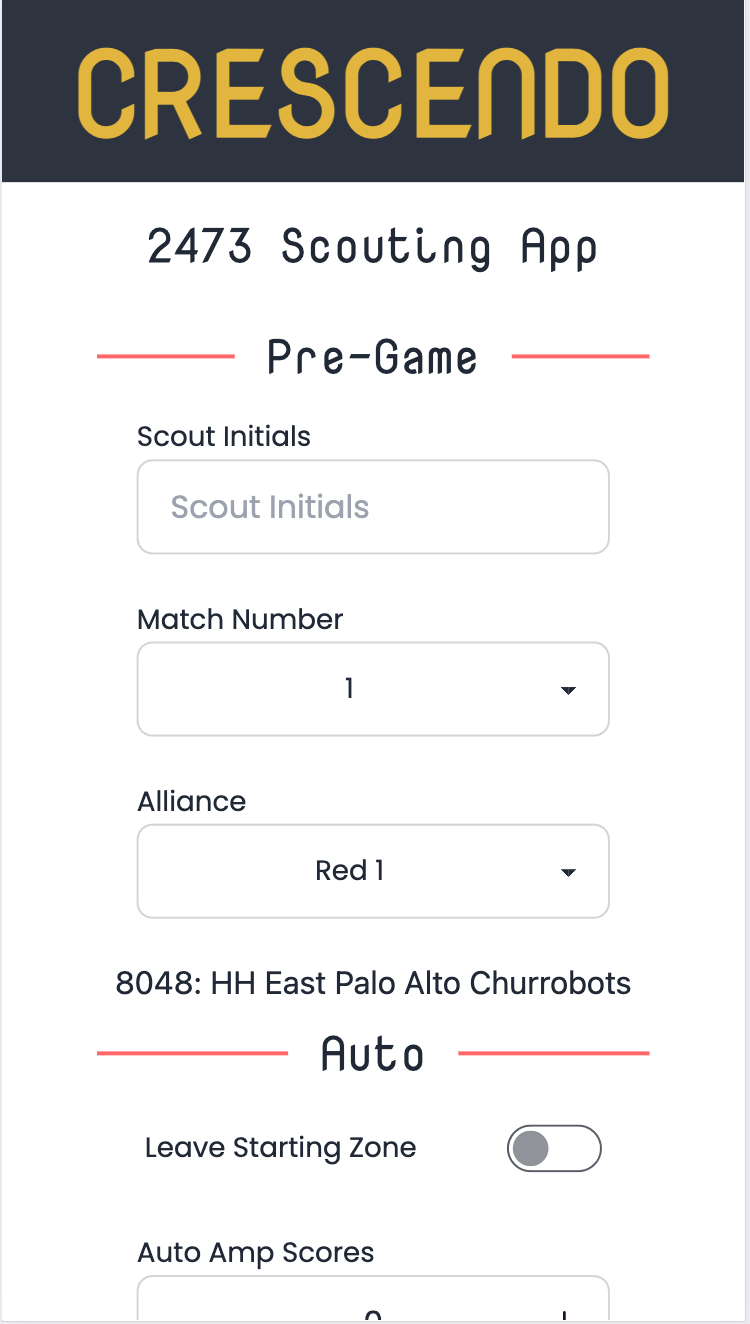 CRESCENDO
2473 Scouting App
Pre-Game
Scout Initials
Scout Initials
Match Number
1
Alliance
Red 1
8048: HH East Palo Alto Churrobots
Auto
Leave Starting Zone
Auto Amp Scores